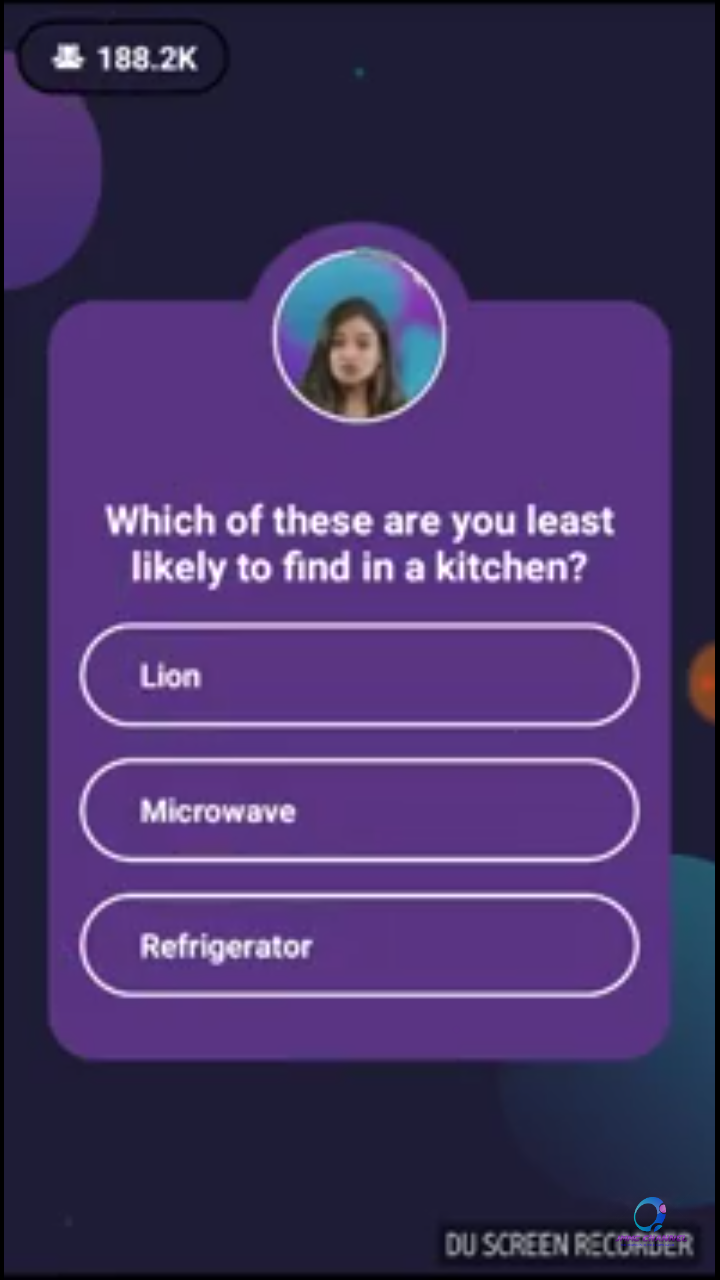 188.2K
Which of these are you least
likely to find in a kitchen?
Lion
Microwave
Refrigerator
DU SCREEN RECORDER